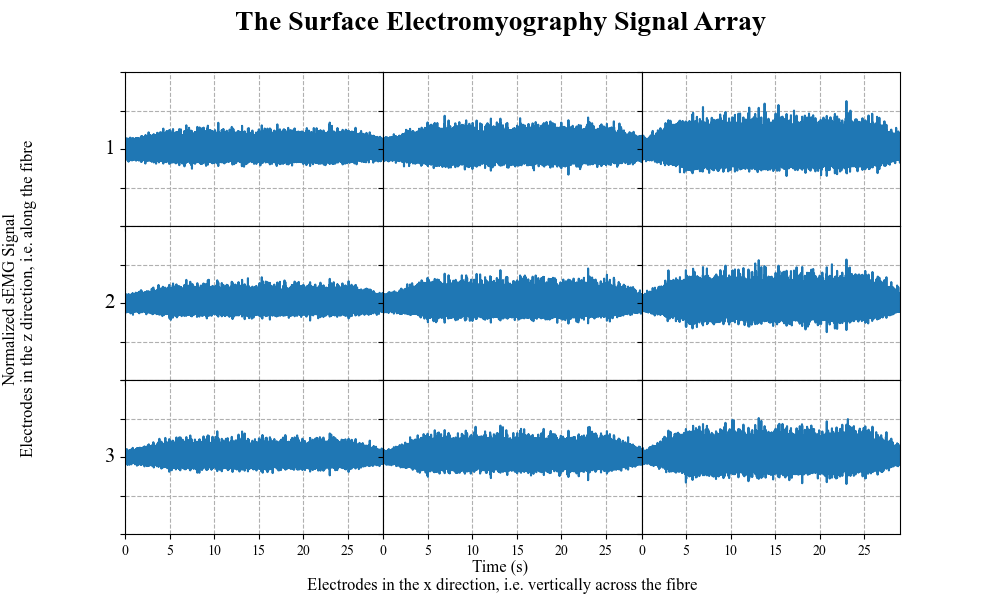 The Surface Electromyography Signal Array
Normalized sEMG Signal
Electrodes in the z direction, i.e. along the fibre
1
2
3
0 5 10 15 20 25 0 5 10 15 20 25 0 5 10 15 20 25
Time (s)
Electrodes in the x direction, i.e. vertically across the fibre